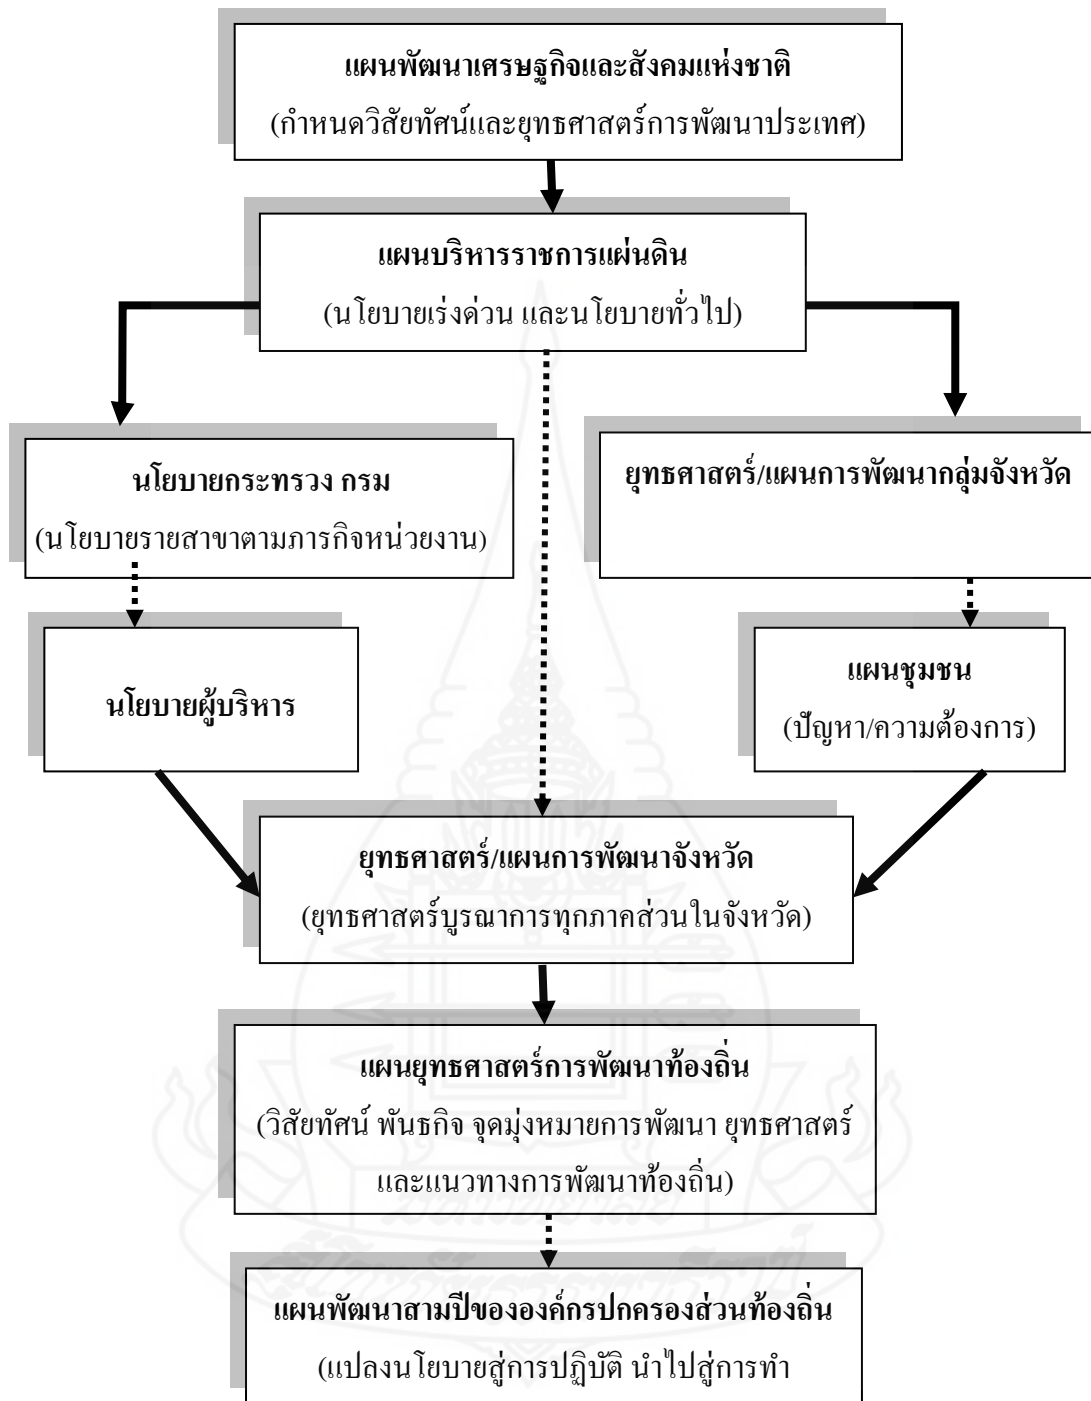 แผนพัฒนาเศรษฐกิจและสังคมแห่งชาติ
(กำหนดวิสัยทัศน์และยุทธศาสตร์การพัฒนาประเทศ)
แผนบริหารราชการแผ่นดิน
(นโยบายเร่งด่วน และนโยบายทั่วไป)
นโยบายกระทรวง กรม
(นโยบายรายสาขาตามภารกิจหน่วยงาน)
ยุทธศาสตร์/แผนการพัฒนากลุ่มจังหวัด
นโยบายผู้บริหาร
แผนชุมชน
(ปัญหา/ความต้องการ)
ยุทธศาสตร์/แผนการพัฒนาจังหวัด
(ยุทธศาสตร์บูรณาการทุกภาคส่วนในจังหวัด)
แผนยุทธศาสตร์การพัฒนาท้องถิ่น
(วิสัยทัศน์ พันธกิจ จุดมุ่งหมายการพัฒนา ยุทธศาสตร์
และแนวทางการพัฒนาท้องถิ่น)
แผนพัฒนาสามปีขององค์กรปกครองส่วนท้องถิ่น
(แปลงนโยบายสู่การปฏิบัติ นำไปสู่การทำ